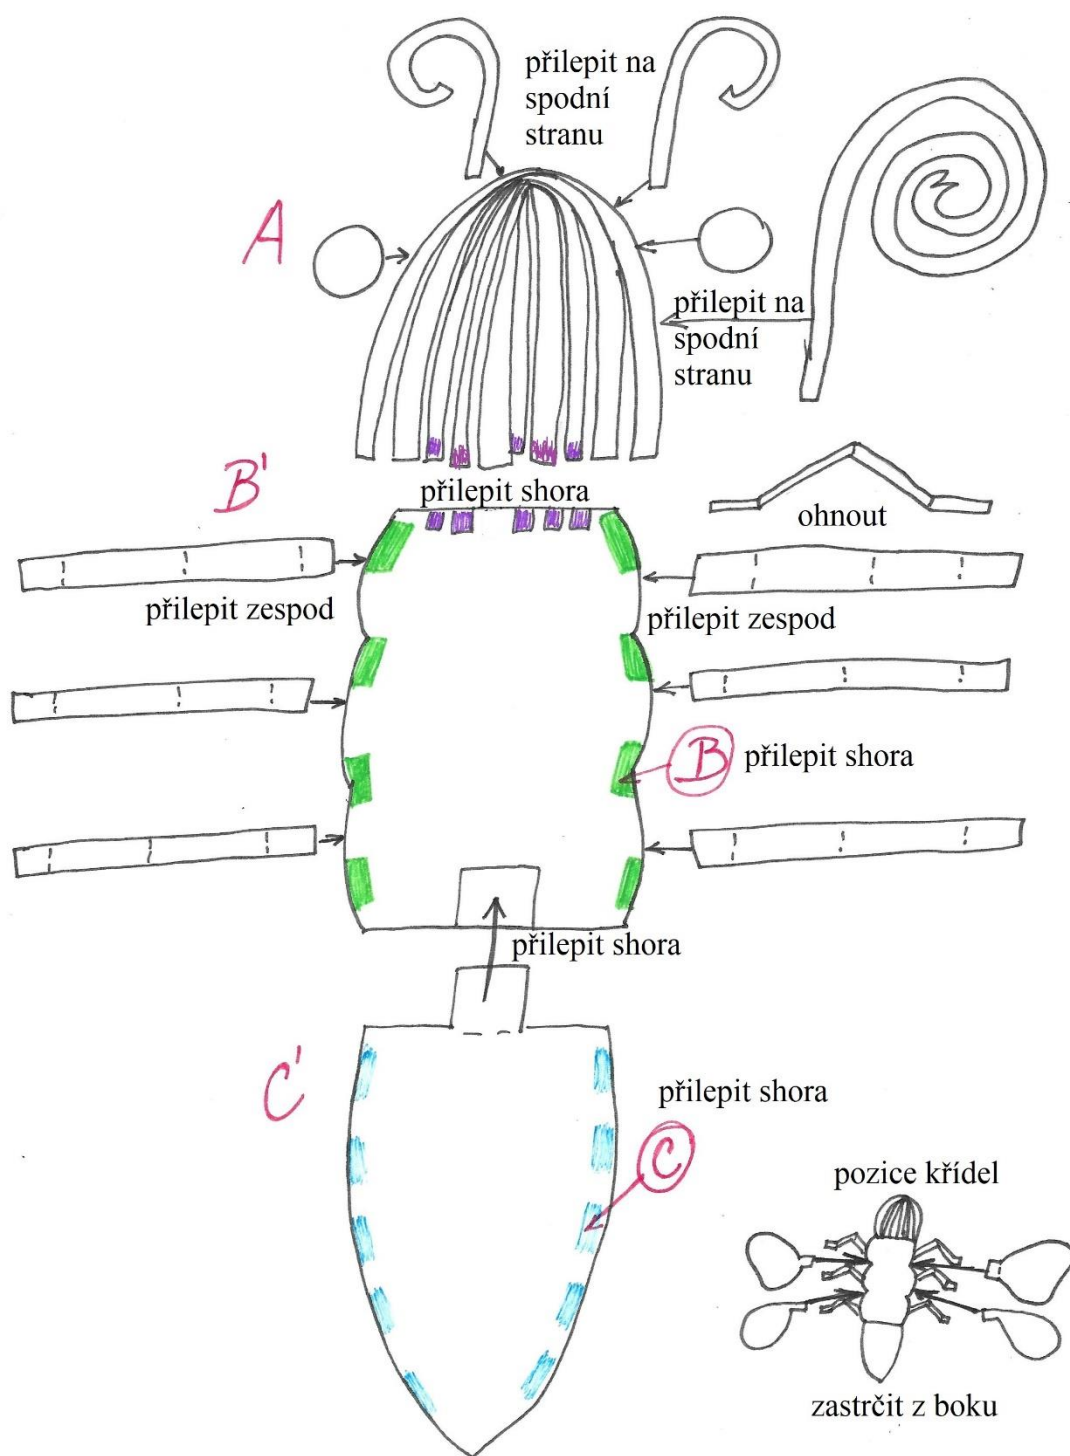 přilepit na
spodní
stranu
A
přilepit na
spodní
stranu
B'
přilepit shora
ohnout
přilepit zespod
přilepit zespod
B
přilepit shora
přilepit shora
C'
přilepit shora
C
pozice křídel
zastrčit z boku